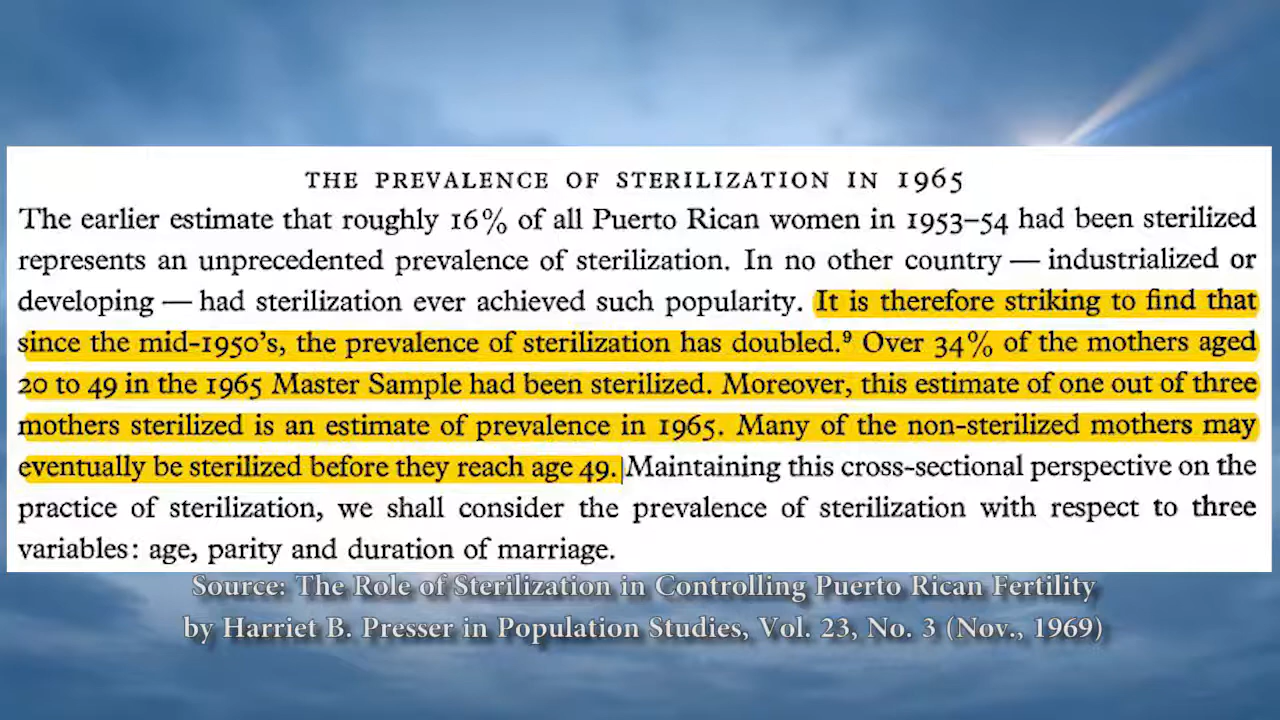 THE PREVALENCE OF STERILIZATION IN 1965
The earlier estimate that roughly 16% of all Puerto Rican women in 1953–54 had been sterilized
represents an unprecedented prevalence of sterilization. In no other country — industrialized or
developing — had sterilization ever achieved such popularity. It is therefore striking to find that
since the mid-1950's, the prevalence of sterilization has doubled.⁹ Over 34% of the mothers aged
20 to 49 in the 1965 Master Sample had been sterilized. Moreover, this estimate of one out of three
mothers sterilized is an estimate of prevalence in 1965. Many of the non-sterilized mothers may
eventually be sterilized before they reach age 49. Maintaining this cross-sectional perspective on the
practice of sterilization, we shall consider the prevalence of sterilization with respect to three
variables: age, parity and duration of marriage.
Source: The Role of Sterilization in Controlling Puerto Rican Fertility
by Harriet B. Presser in Population Studies, Vol. 23, No. 3 (Nov., 1969)